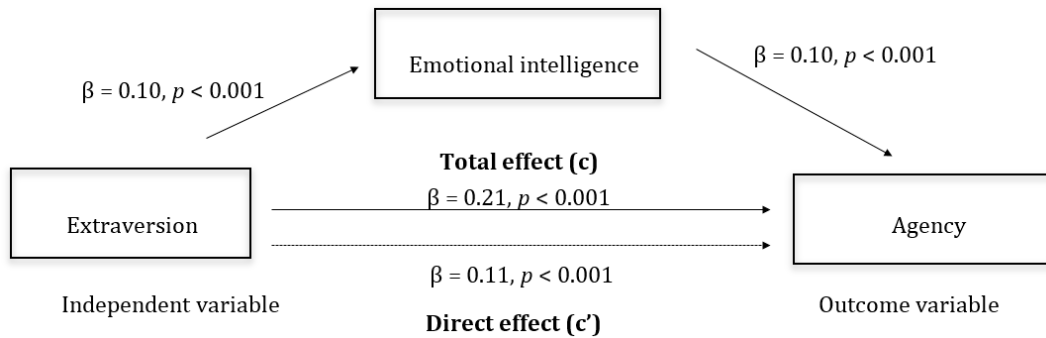 Emotional intelligence
β = 0.10, p < 0.001
β = 0.10, p < 0.001
Total effect (c)
β = 0.21, p < 0.001
Extraversion
Agency
β = 0.11, p < 0.001
Independent variable
Outcome variable
Direct effect (c’)